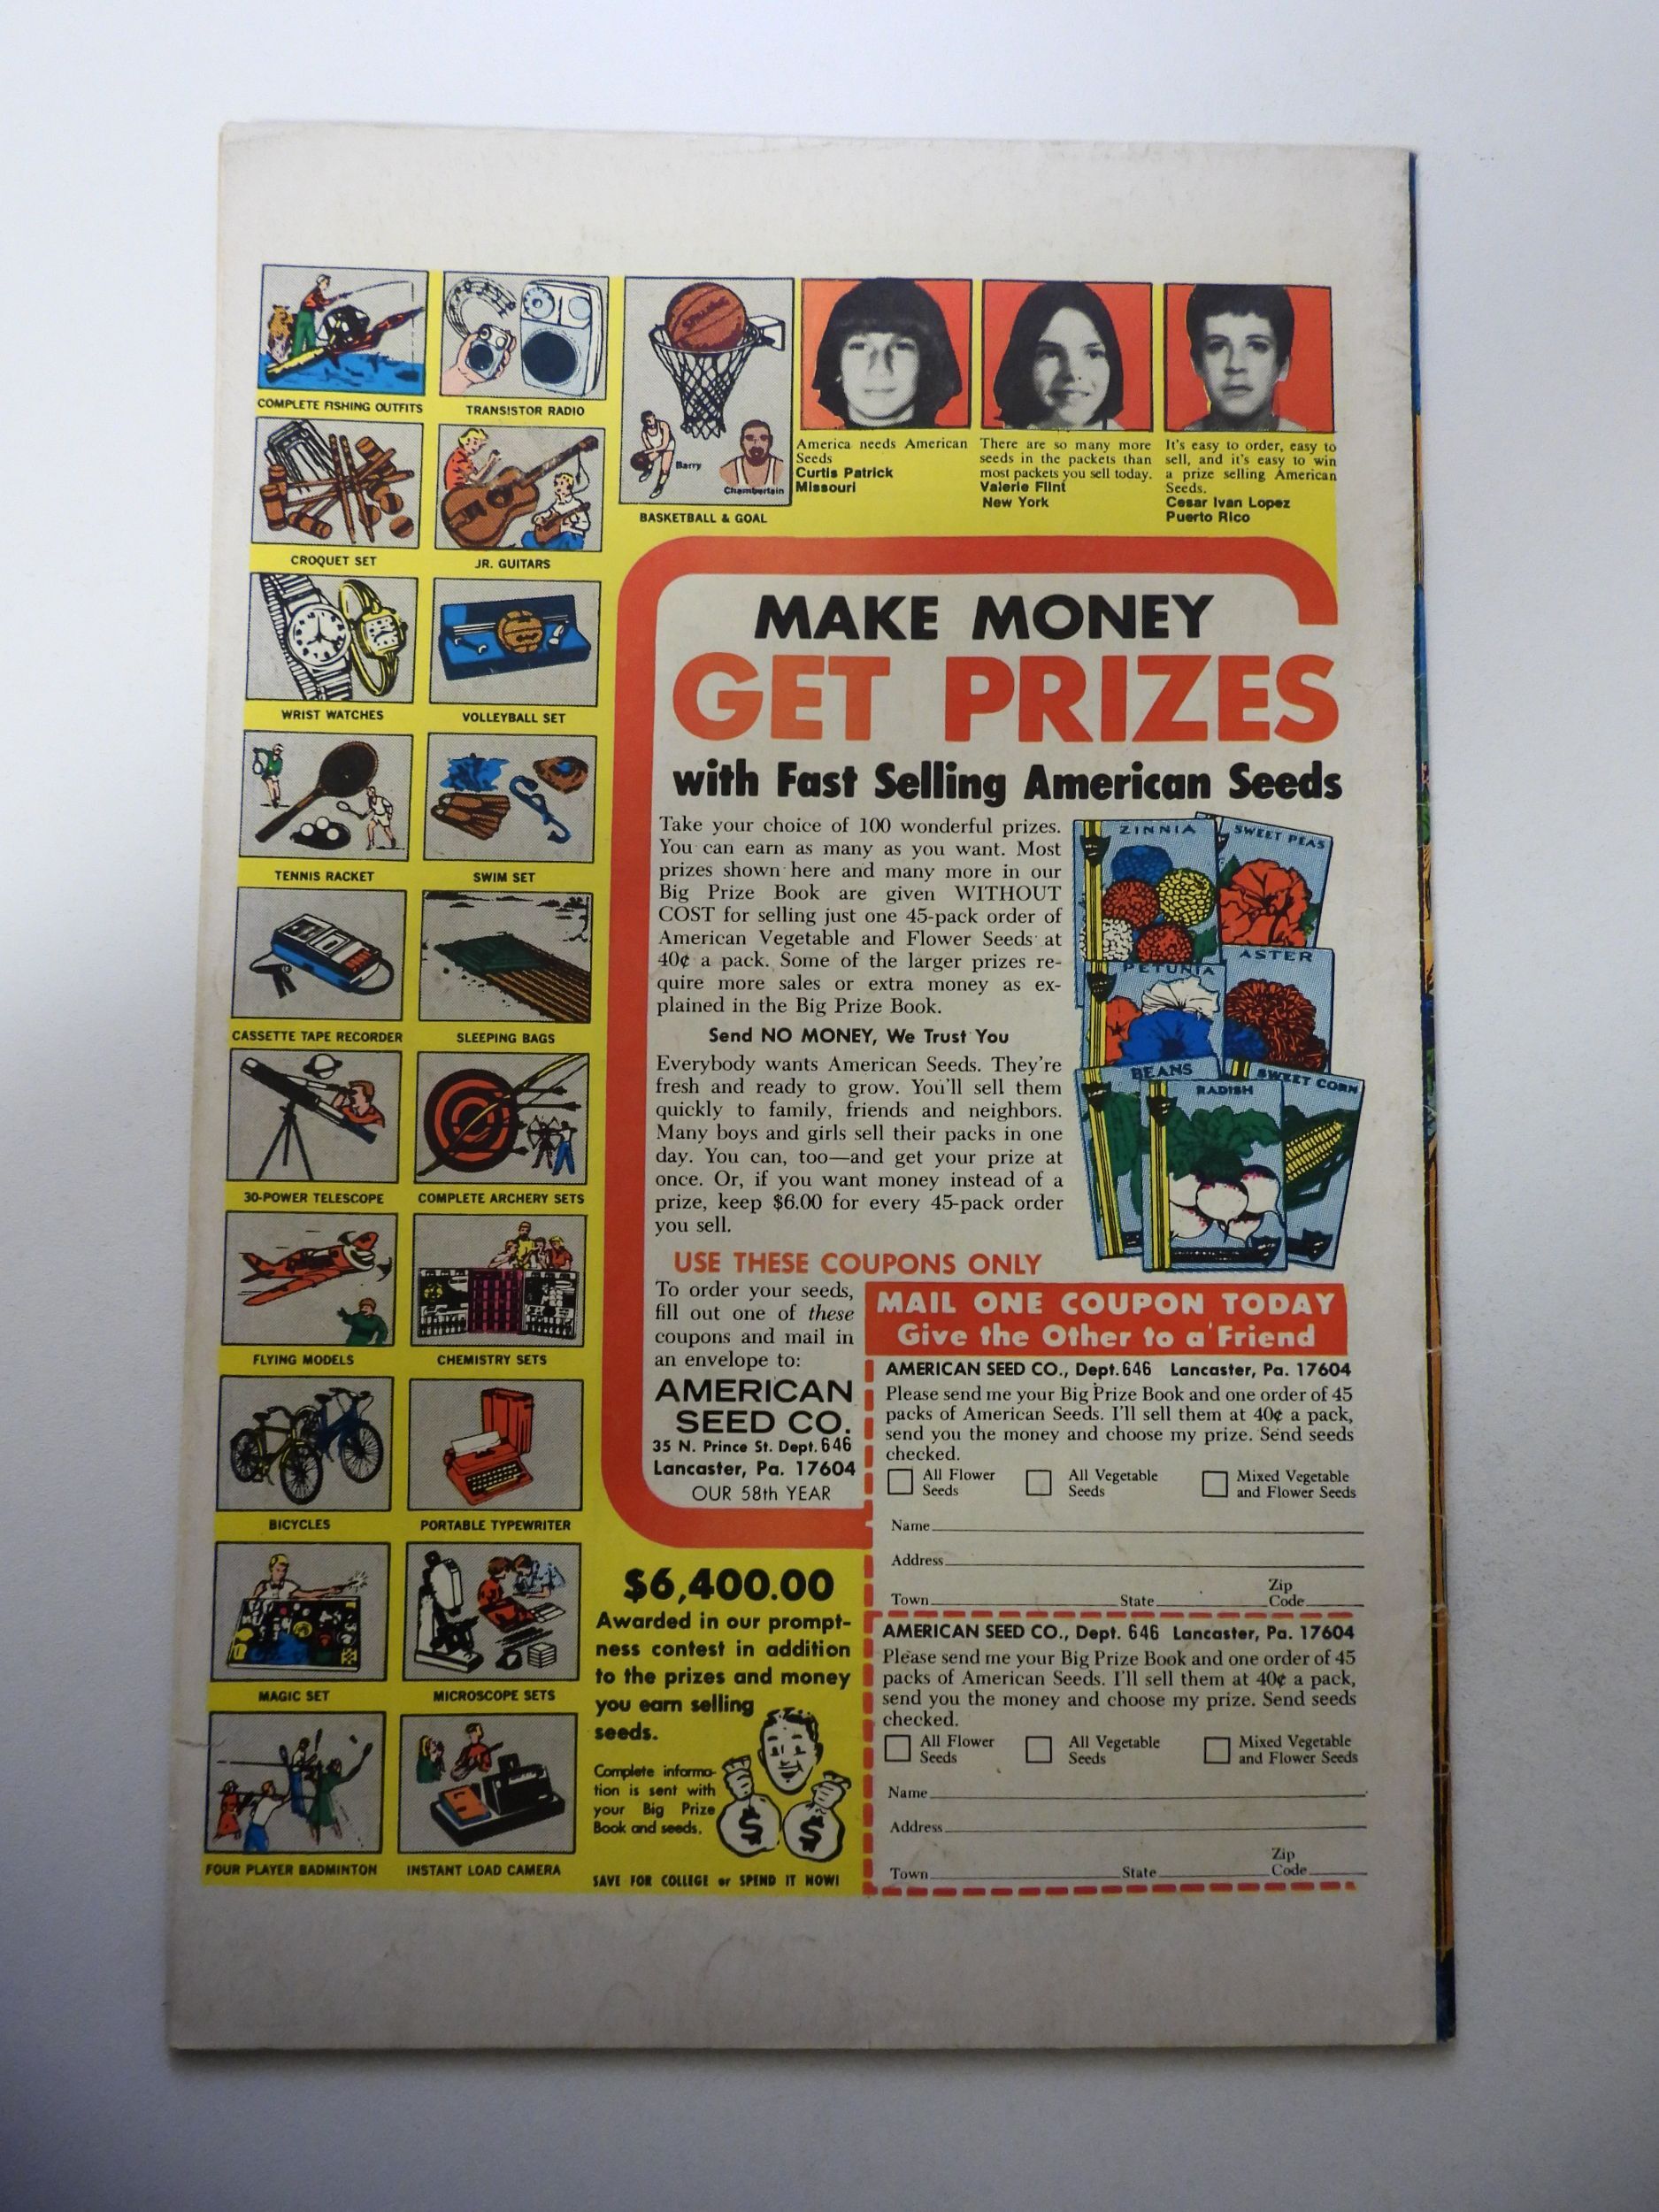 COMPLETE FISHING OUTFITS
TRANSISTOR RADIO
SPALDING
Barry
Chamberlain
BASKETBALL & GOAL
America needs American
Seeds
Curtis Patrick
Missouri
There are so many more
seeds in the packets than
most packets you sell today.
Valerie Flint
New York
It's easy to order, easy to
sell, and it's easy to win
a prize selling American
Seeds.
Cesar Ivan Lopez
Puerto Rico
CROQUET SET
JR. GUITARS
WRIST WATCHES
VOLLEYBALL SET
TENNIS RACKET
SWIM SET
CASSETTE TAPE RECORDER
SLEEPING BAGS
30-POWER TELESCOPE
COMPLETE ARCHERY SETS
FLYING MODELS
CHEMISTRY SETS
BICYCLES
PORTABLE TYPEWRITER
MAGIC SET
MICROSCOPE SETS
FOUR PLAYER BADMINTON
INSTANT LOAD CAMERA
MAKE MONEY
GET PRIZES
with Fast Selling American Seeds
Take your choice of 100 wonderful prizes.
You can earn as many as you want. Most
prizes shown here and many more in our
Big Prize Book are given WITHOUT
COST for selling just one 45-pack order of
American Vegetable and Flower Seeds at
40¢ a pack. Some of the larger prizes re-
quire more sales or extra money as ex-
plained in the Big Prize Book.
Send NO MONEY, We Trust You
Everybody wants American Seeds. They're
fresh and ready to grow. You'll sell them
quickly to family, friends and neighbors.
Many boys and girls sell their packs in one
day. You can, too—and get your prize at
once. Or, if you want money instead of a
prize, keep $6.00 for every 45-pack order
you sell.
ZINNIA
SWEET PEAS
PETUNIA
ASTER
BEANS
RADISH
SWEET CORN
USE THESE COUPONS ONLY
To order your seeds,
fill out one of these
coupons and mail in
an envelope to:
AMERICAN
SEED CO.
35 N. Prince St. Dept. 646
Lancaster, Pa. 17604
OUR 58th YEAR
MAIL ONE COUPON TODAY
Give the Other to a Friend
AMERICAN SEED CO., Dept. 646 Lancaster, Pa. 17604
Please send me your Big Prize Book and one order of 45
packs of American Seeds. I'll sell them at 40¢ a pack,
send you the money and choose my prize. Send seeds
checked.
All Flower
Seeds
All Vegetable
Seeds
Mixed Vegetable
and Flower Seeds
Name
Address
Town State Zip Code
AMERICAN SEED CO., Dept. 646 Lancaster, Pa. 17604
Please send me your Big Prize Book and one order of 45
packs of American Seeds. I'll sell them at 40¢ a pack,
send you the money and choose my prize. Send seeds
checked.
All Flower
Seeds
All Vegetable
Seeds
Mixed Vegetable
and Flower Seeds
Name
Address
Town State Zip Code
$6,400.00
Awarded in our prompt-
ness contest in addition
to the prizes and money
you earn selling
seeds.
Complete informa-
tion is sent with
your Big Prize
Book and seeds.
$
$
SAVE FOR COLLEGE or SPEND IT NOW!